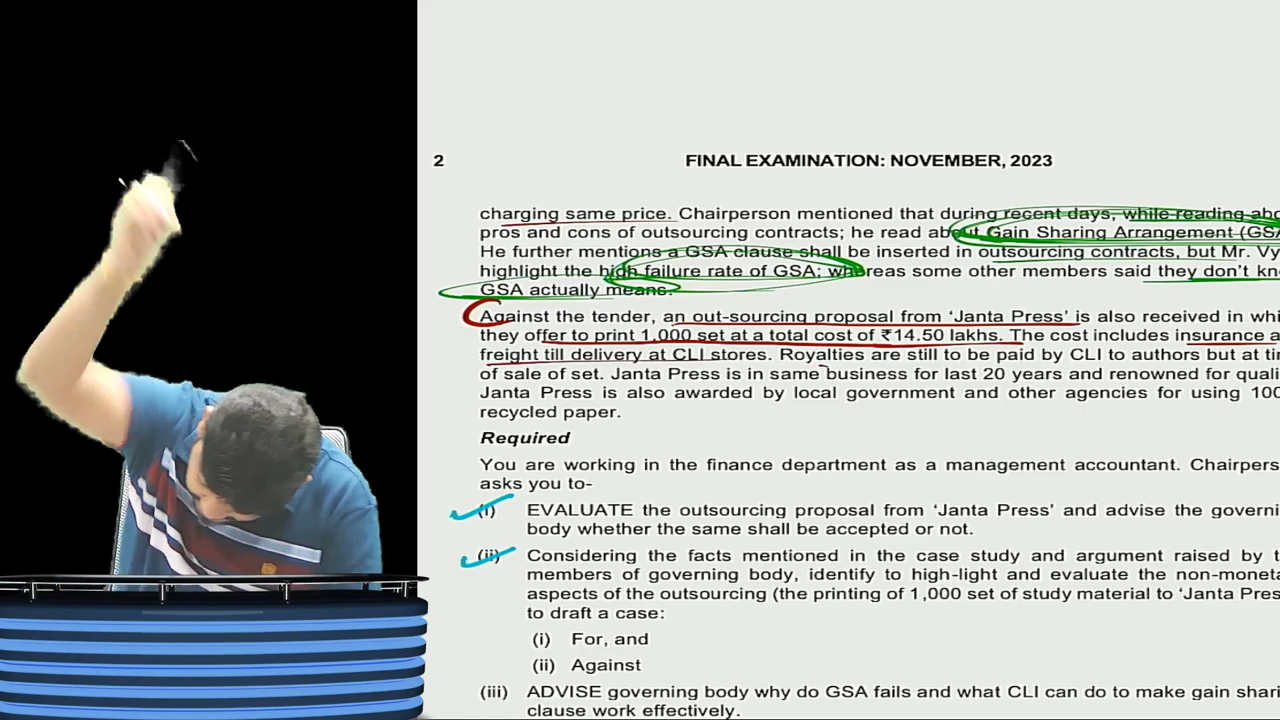 2 FINAL EXAMINATION: NOVEMBER, 2023
charging same price. Chairperson mentioned that during recent days, while reading abo
pros and cons of outsourcing contracts; he read about Gain Sharing Arrangement (GSA
He further mentions a GSA clause shall be inserted in outsourcing contracts, but Mr. Vy
highlight the high failure rate of GSA; whereas some other members said they don't kn
GSA actually means.
Against the tender, an out-sourcing proposal from 'Janta Press' is also received in whi
they offer to print 1,000 set at a total cost of ₹14.50 lakhs. The cost includes insurance a
freight till delivery at CLI stores. Royalties are still to be paid by CLI to authors but at ti
of sale of set. Janta Press is in same business for last 20 years and renowned for quali
Janta Press is also awarded by local government and other agencies for using 100
recycled paper.
Required
You are working in the finance department as a management accountant. Chairpers
asks you to-
(i) EVALUATE the outsourcing proposal from 'Janta Press' and advise the governi
body whether the same shall be accepted or not.
(ii) Considering the facts mentioned in the case study and argument raised by t
members of governing body, identify to high-light and evaluate the non-moneta
aspects of the outsourcing (the printing of 1,000 set of study material to 'Janta Pres
to draft a case:
(i) For, and
(ii) Against
(iii) ADVISE governing body why do GSA fails and what CLI can do to make gain shari
clause work effectively.